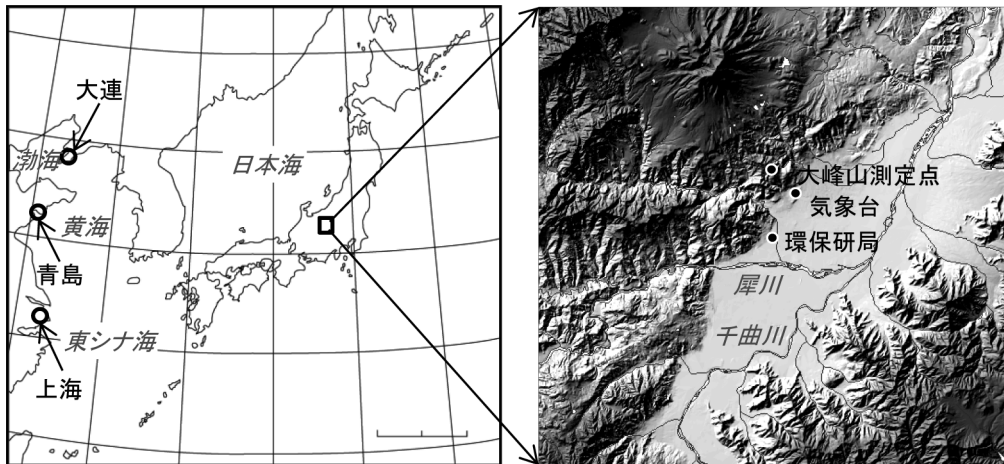 大連
渤海
日本海
黄海
青島
東シナ海
上海
大峰山測定点
気象台
環保研局
犀川
千曲川